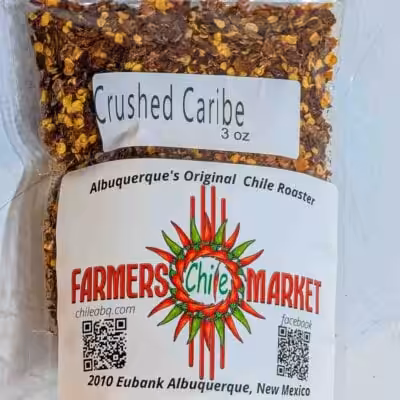 Crushed Caribe
3 oz
Albuquerque's Original Chile Roaster
FARMERS Chile MARKET
chileabq.com
facebook
2010 Eubank Albuquerque, New Mexico